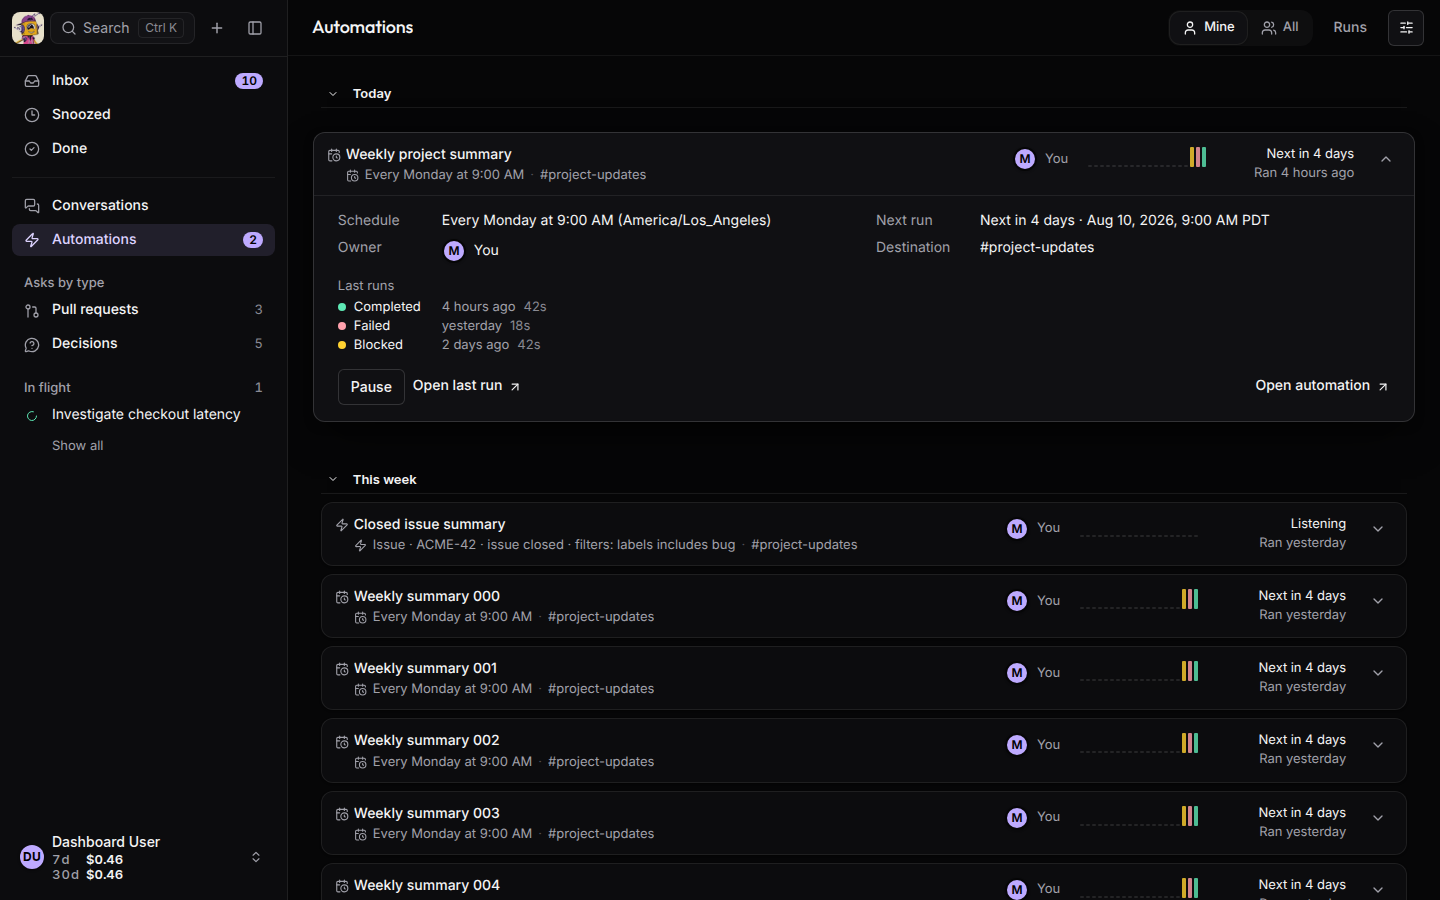 Search Ctrl K
Inbox 10
Snoozed
Done
Conversations
Automations 2
Asks by type
Pull requests 3
Decisions 5
In flight 1
Investigate checkout latency
Show all
DU Dashboard User
7d $0.46
30d $0.46
Automations
Mine All Runs
Today
Weekly project summary
Every Monday at 9:00 AM · #project-updates
M You
Next in 4 days
Ran 4 hours ago
Schedule Every Monday at 9:00 AM (America/Los_Angeles)
Next run Next in 4 days · Aug 10, 2026, 9:00 AM PDT
Owner M You
Destination #project-updates
Last runs
Completed 4 hours ago 42s
Failed yesterday 18s
Blocked 2 days ago 42s
Pause Open last run
Open automation
This week
Closed issue summary
Issue · ACME-42 · issue closed · filters: labels includes bug · #project-updates
M You
Listening
Ran yesterday
Weekly summary 000
Every Monday at 9:00 AM · #project-updates
M You
Next in 4 days
Ran yesterday
Weekly summary 001
Every Monday at 9:00 AM · #project-updates
M You
Next in 4 days
Ran yesterday
Weekly summary 002
Every Monday at 9:00 AM · #project-updates
M You
Next in 4 days
Ran yesterday
Weekly summary 003
Every Monday at 9:00 AM · #project-updates
M You
Next in 4 days
Ran yesterday
Weekly summary 004
M You
Next in 4 days